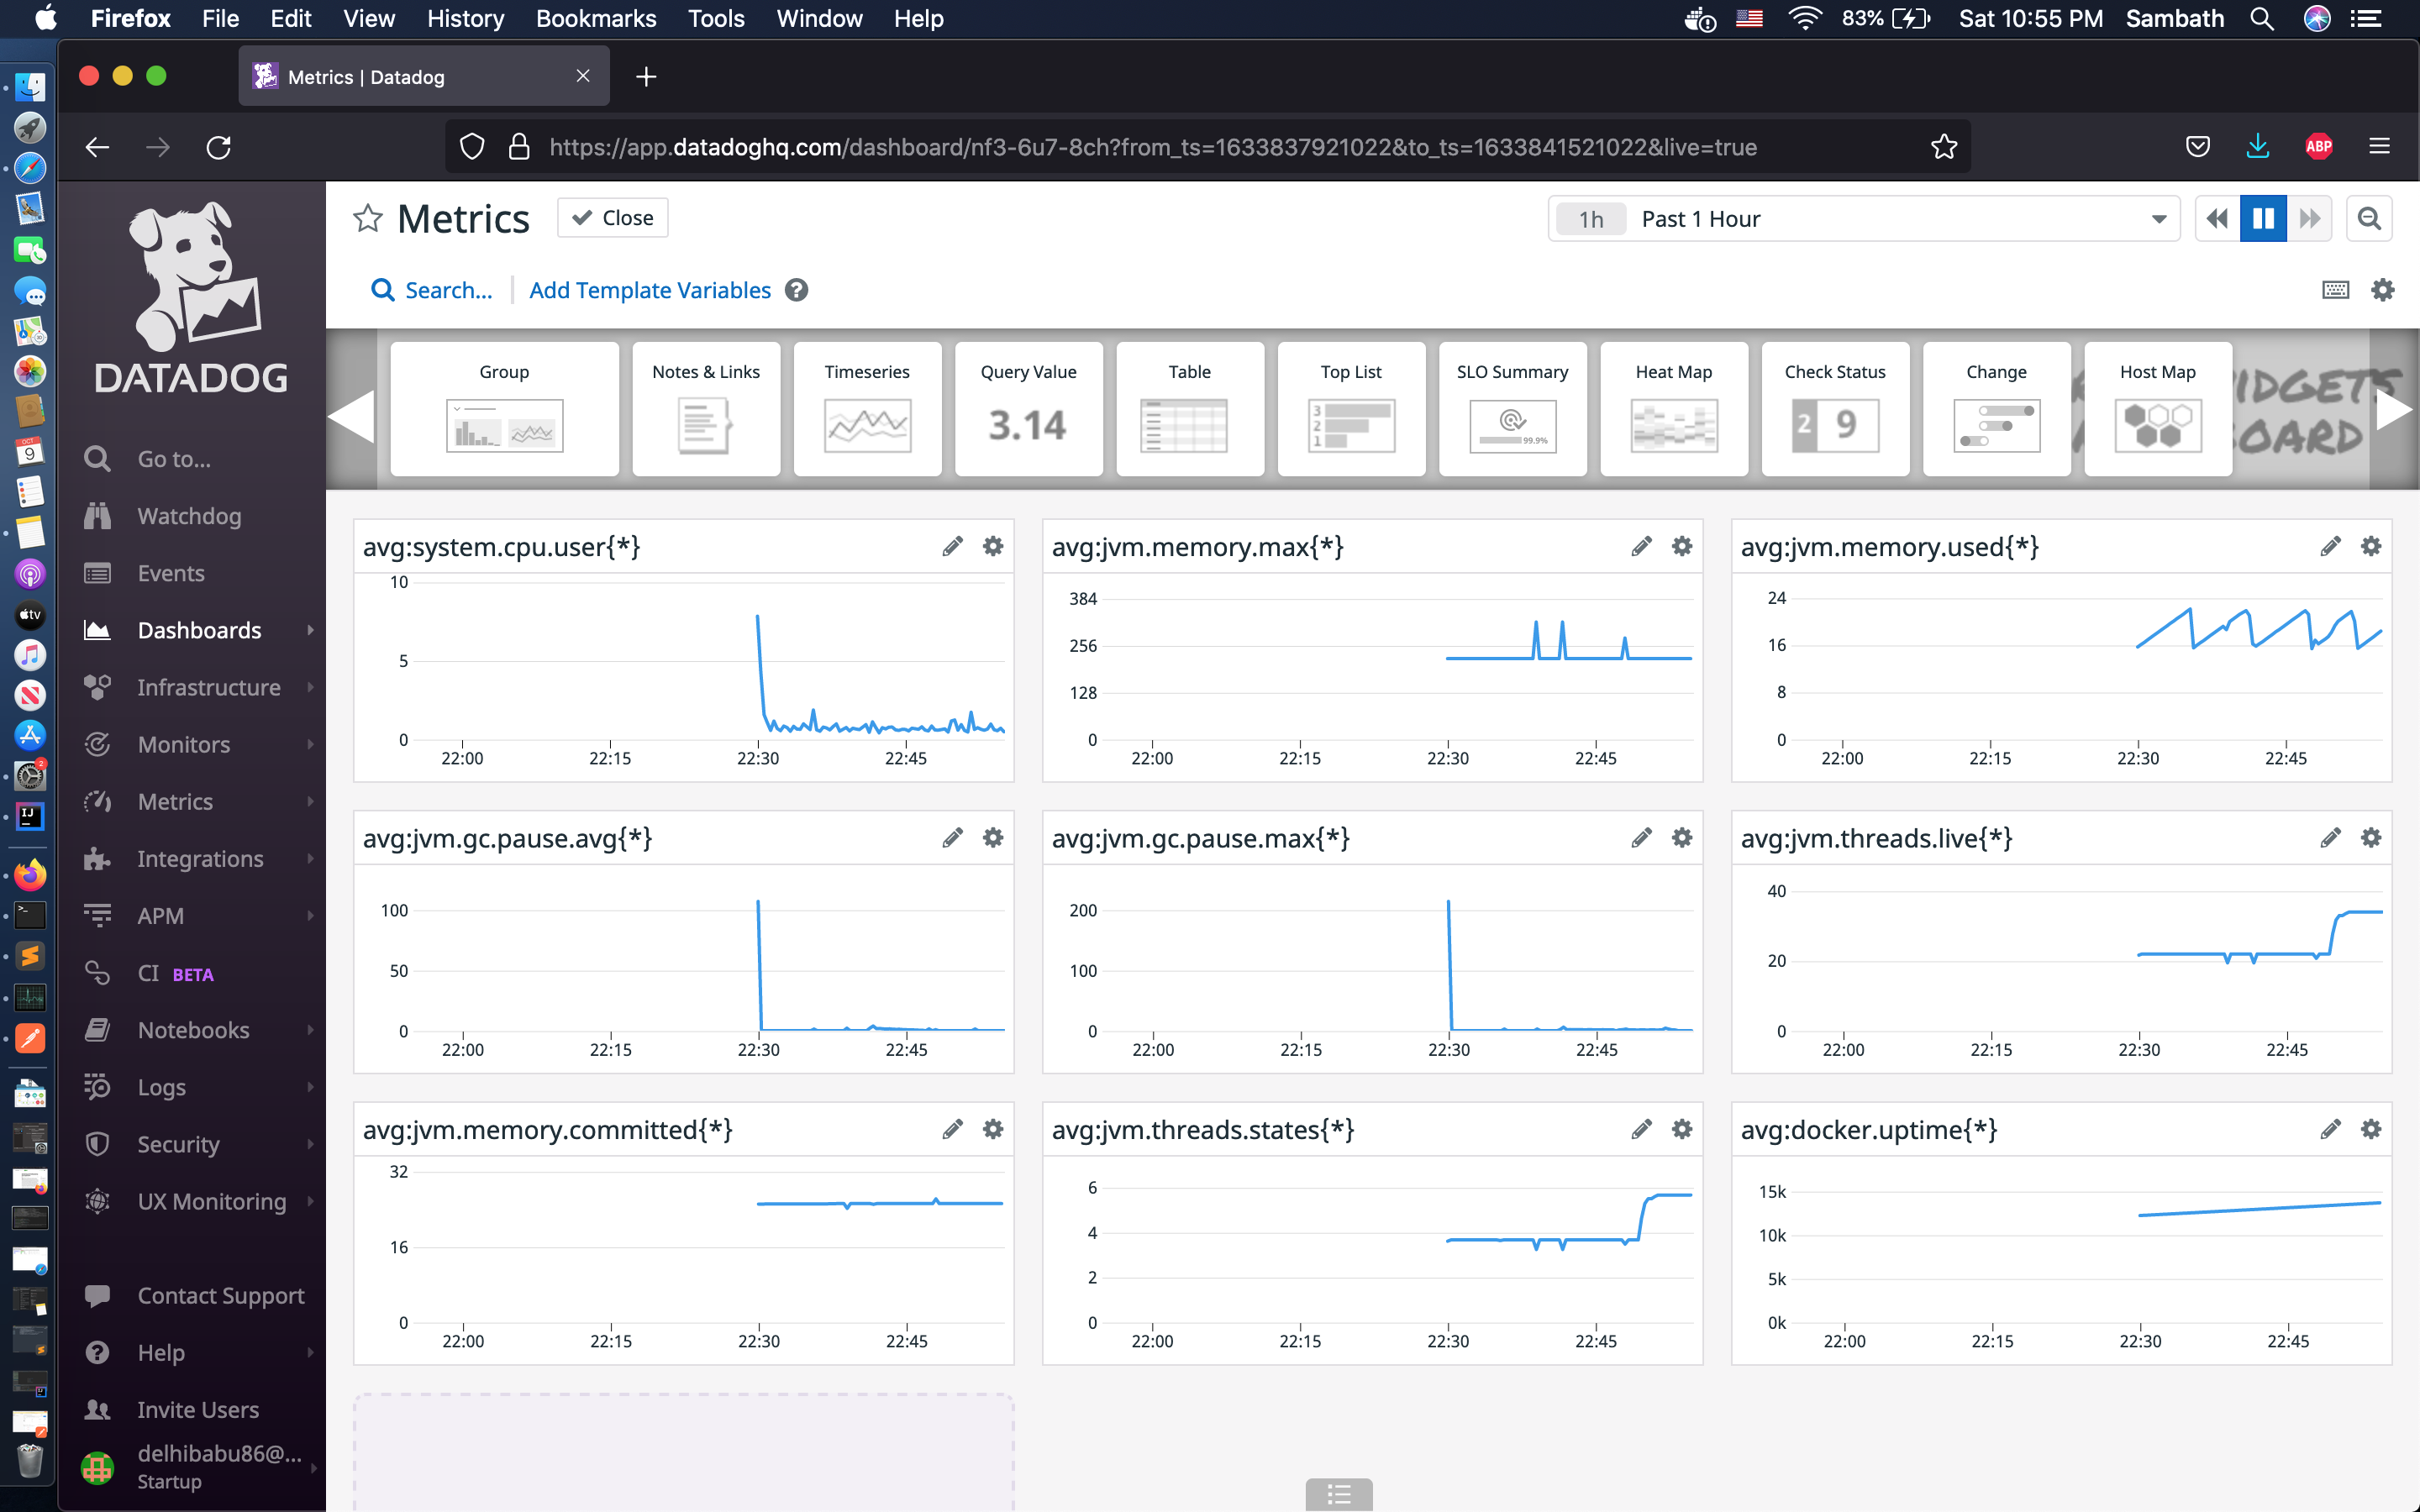 Firefox File Edit View History Bookmarks Tools Window Help 83% Sat 10:55 PM Sambath
Metrics | Datadog
https://app.datadoghq.com/dashboard/nf3-6u7-8ch?from_ts=1633837921022&to_ts=1633841521022&live=true
ABP
DATADOG
Go to...
Watchdog
Events
Dashboards
Infrastructure
Monitors
Metrics
Integrations
APM
CI BETA
Notebooks
Logs
Security
UX Monitoring
Contact Support
Help
Invite Users
delhibabu86@...
Startup
Metrics Close 1h Past 1 Hour
Search... Add Template Variables
Group Notes & Links Timeseries Query Value Table Top List SLO Summary Heat Map Check Status Change Host Map
3.14 3 2 1 99.9% 2 9
avg:system.cpu.user{*}
10
5
0
22:00 22:15 22:30 22:45
avg:jvm.memory.max{*}
384
256
128
0
22:00 22:15 22:30 22:45
avg:jvm.memory.used{*}
24
16
8
0
22:00 22:15 22:30 22:45
avg:jvm.gc.pause.avg{*}
100
50
0
22:00 22:15 22:30 22:45
avg:jvm.gc.pause.max{*}
200
100
0
22:00 22:15 22:30 22:45
avg:jvm.threads.live{*}
40
20
0
22:00 22:15 22:30 22:45
avg:jvm.memory.committed{*}
32
16
0
22:00 22:15 22:30 22:45
avg:jvm.threads.states{*}
6
4
2
0
22:00 22:15 22:30 22:45
avg:docker.uptime{*}
15k
10k
5k
0k
22:00 22:15 22:30 22:45
OCT
9
tv
2
IJ